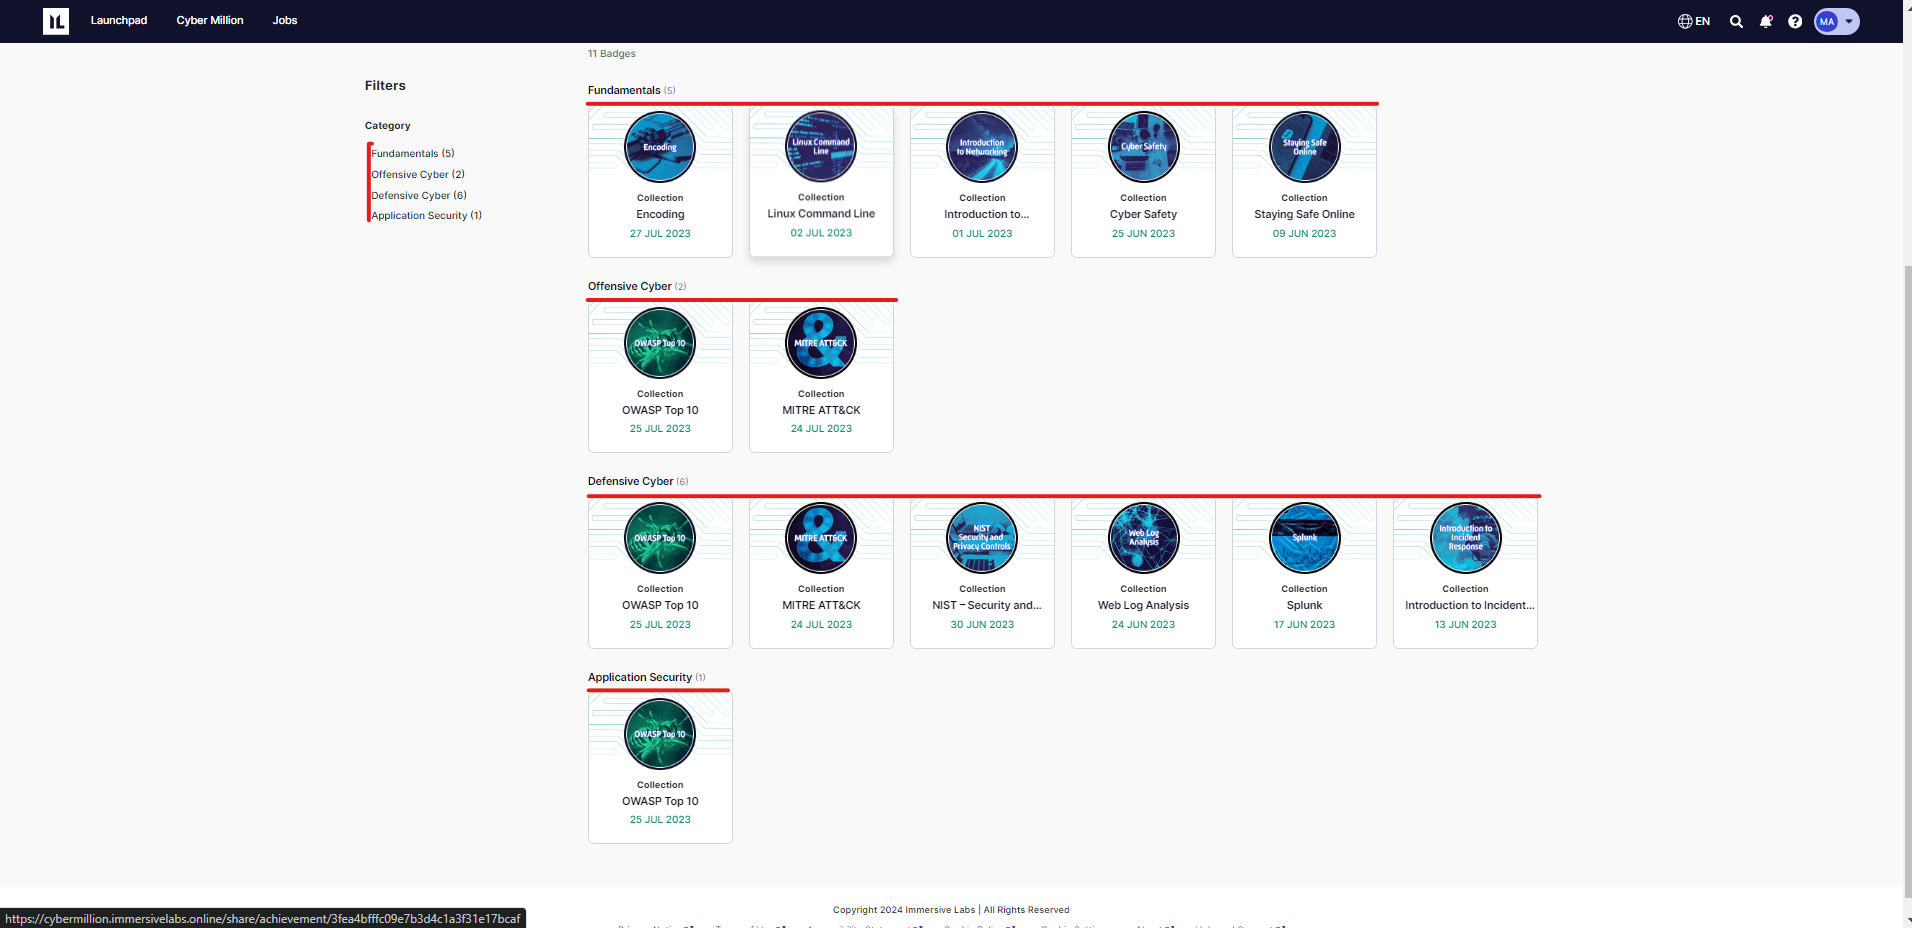 IL
Launchpad Cyber Million Jobs
EN
MA
11 Badges
Filters
Category
Fundamentals (5)
Offensive Cyber (2)
Defensive Cyber (6)
Application Security (1)
Fundamentals (5)
Encoding
Collection
Encoding
27 JUL 2023
Linux Command
Line
Collection
Linux Command Line
02 JUL 2023
Introduction
to Networking
Collection
Introduction to...
01 JUL 2023
Cyber Safety
Collection
Cyber Safety
25 JUN 2023
Staying Safe
Online
Collection
Staying Safe Online
09 JUN 2023
Offensive Cyber (2)
OWASP Top 10
Collection
OWASP Top 10
25 JUL 2023
&
MITRE ATT&CK
Collection
MITRE ATT&CK
24 JUL 2023
Defensive Cyber (6)
OWASP Top 10
Collection
OWASP Top 10
25 JUL 2023
&
MITRE ATT&CK
Collection
MITRE ATT&CK
24 JUL 2023
NIST
Security and
Privacy Controls
Collection
NIST – Security and...
30 JUN 2023
Web Log
Analysis
Collection
Web Log Analysis
24 JUN 2023
Splunk
Collection
Splunk
17 JUN 2023
Introduction to
Incident
Response
Collection
Introduction to Incident...
13 JUN 2023
Application Security (1)
OWASP Top 10
Collection
OWASP Top 10
25 JUL 2023
Copyright 2024 Immersive Labs | All Rights Reserved
https://cybermillion.immersivelabs.online/share/achievement/3fea4bfffc09e7b3d4c1a3f31e17bcaf